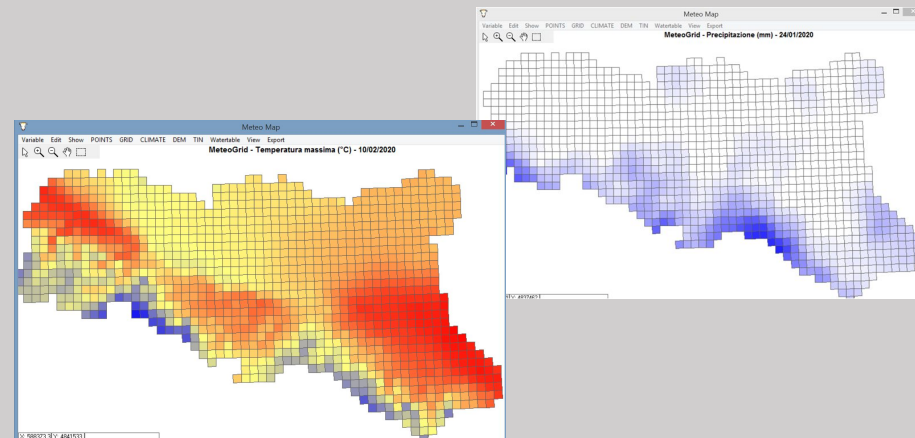 Meteo Map
Variable Edit Show POINTS GRID CLIMATE DEM TIN Watertable View Export
MeteoGrid - Precipitazione (mm) - 24/01/2020
Meteo Map
Variable Edit Show POINTS GRID CLIMATE DEM TIN Watertable View Export
MeteoGrid - Temperatura massima (°C) - 10/02/2020
X: 588373.3 Y: 4841533